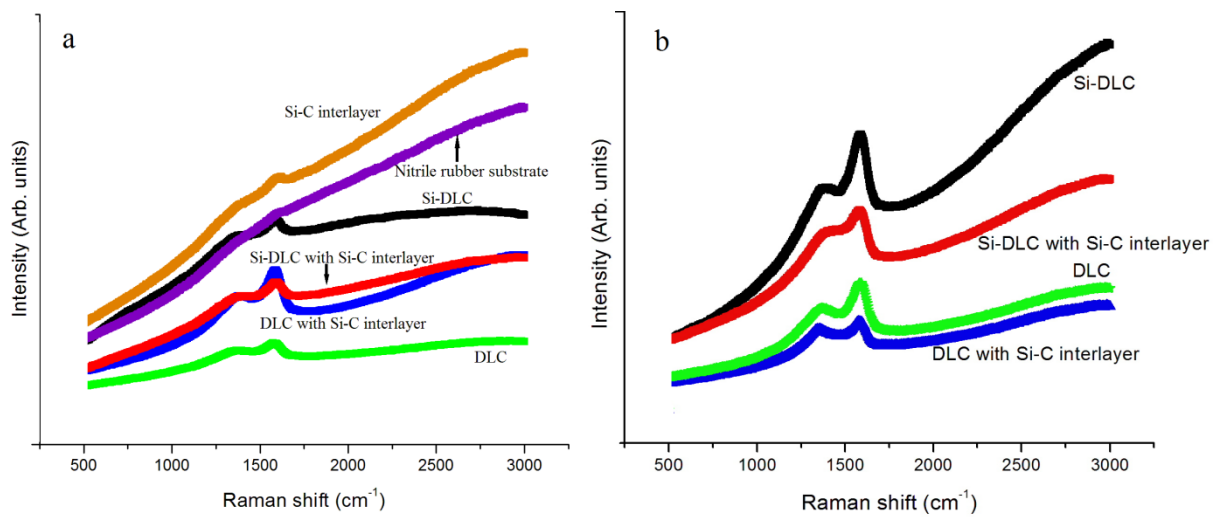 a
Intensity (Arb. units)
Si-C interlayer
Nitrile rubber substrate
Si-DLC
Si-DLC with Si-C interlayer
DLC with Si-C interlayer
DLC
500 1000 1500 2000 2500 3000
Raman shift (cm⁻¹)
b
Intensity (Arb. units)
Si-DLC
Si-DLC with Si-C interlayer
DLC
DLC with Si-C interlayer
500 1000 1500 2000 2500 3000
Raman shift (cm⁻¹)